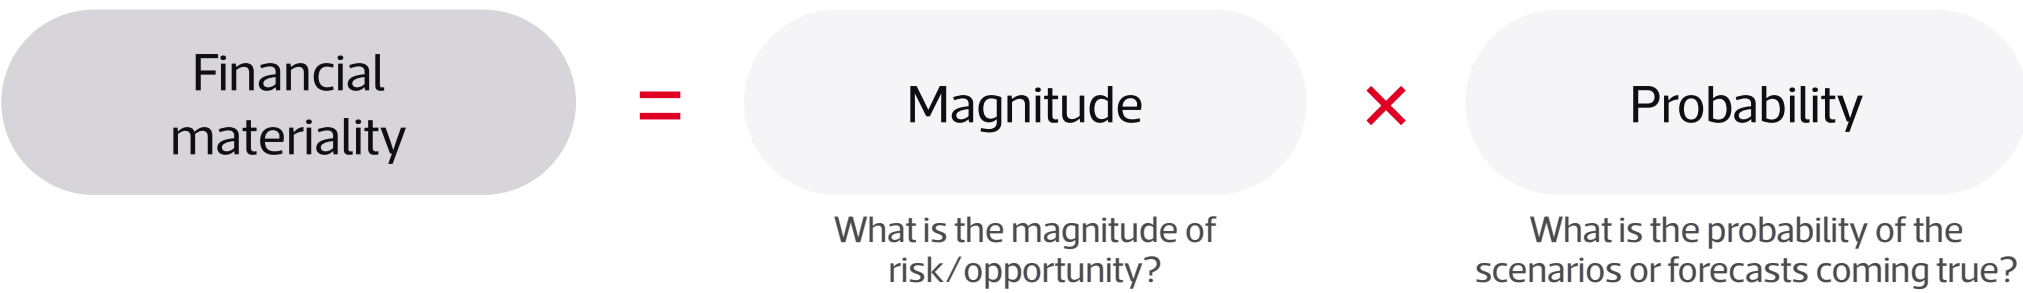 Financial
materiality
=
Magnitude
×
Probability
What is the magnitude of
risk/opportunity?
What is the probability of the
scenarios or forecasts coming true?